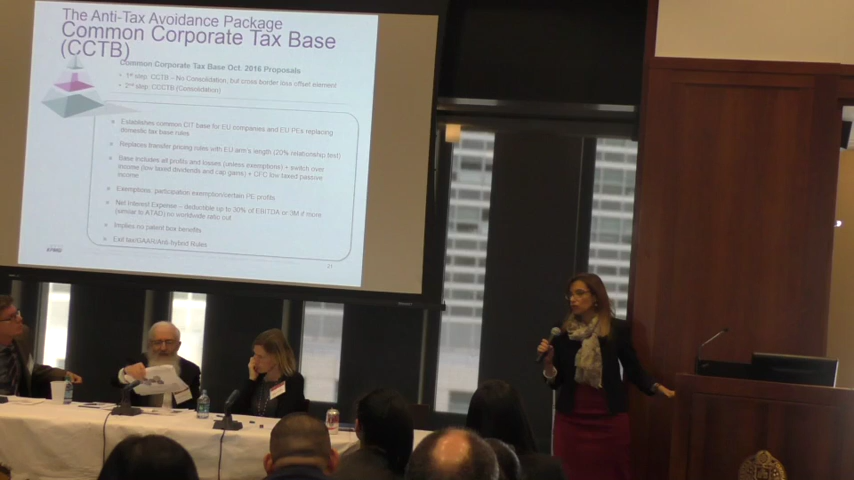 The Anti-Tax Avoidance Package
Common Corporate Tax Base
(CCTB)
Common Corporate Tax Base Oct. 2016 Proposals
1st step: CCTB – No Consolidation, but cross border loss offset element
2nd step: CCCTB (Consolidation)
Establishes common CIT base for EU companies and EU PEs replacing
domestic tax base rules
Replaces transfer pricing rules with EU arm's length (20% relationship test)
Base includes all profits and losses (unless exemptions) + switch over
income (low taxed dividends and cap gains) + CFC low taxed passive
income
Exemptions: participation exemption/certain PE profits
Net Interest Expense – deductible up to 30% of EBITDA or 3M if more
(similar to ATAD) no worldwide ratio out
Implies no patent box benefits
Exit tax/GAAR/Anti-hybrid Rules
KPMG